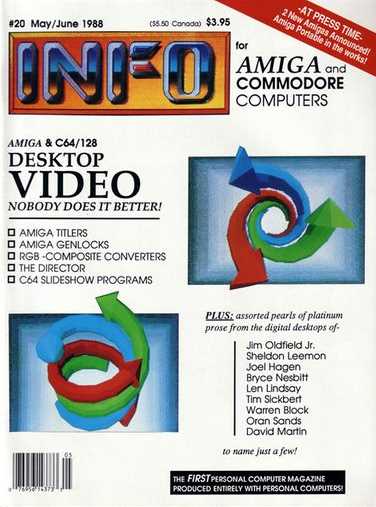 #20 May/June 1988 ($5.50 Canada) $3.95
-AT PRESS TIME-
2 New Amigas Announced!
Amiga Portable in the works!
INFO
for
AMIGA and
COMMODORE
COMPUTERS
AMIGA & C64/128
DESKTOP
VIDEO
NOBODY DOES IT BETTER!
AMIGA TITLERS
AMIGA GENLOCKS
RGB -COMPOSITE CONVERTERS
THE DIRECTOR
C64 SLIDESHOW PROGRAMS
PLUS: assorted pearls of platinum
prose from the digital desktops of-
Jim Oldfield Jr.
Sheldon Leemon
Joel Hagen
Bryce Nesbitt
Len Lindsay
Tim Sickbert
Warren Block
Oran Sands
David Martin
to name just a few!
THE FIRST PERSONAL COMPUTER MAGAZINE
PRODUCED ENTIRELY WITH PERSONAL COMPUTERS!
05